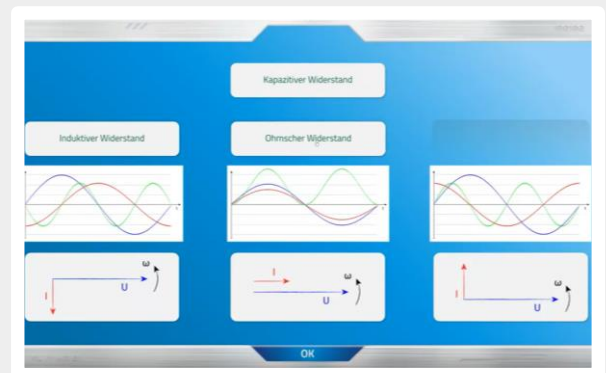 Kapazitiver Widerstand
Induktiver Widerstand
Ohmscher Widerstand
I
U
ω
I
U
ω
I
U
ω
OK